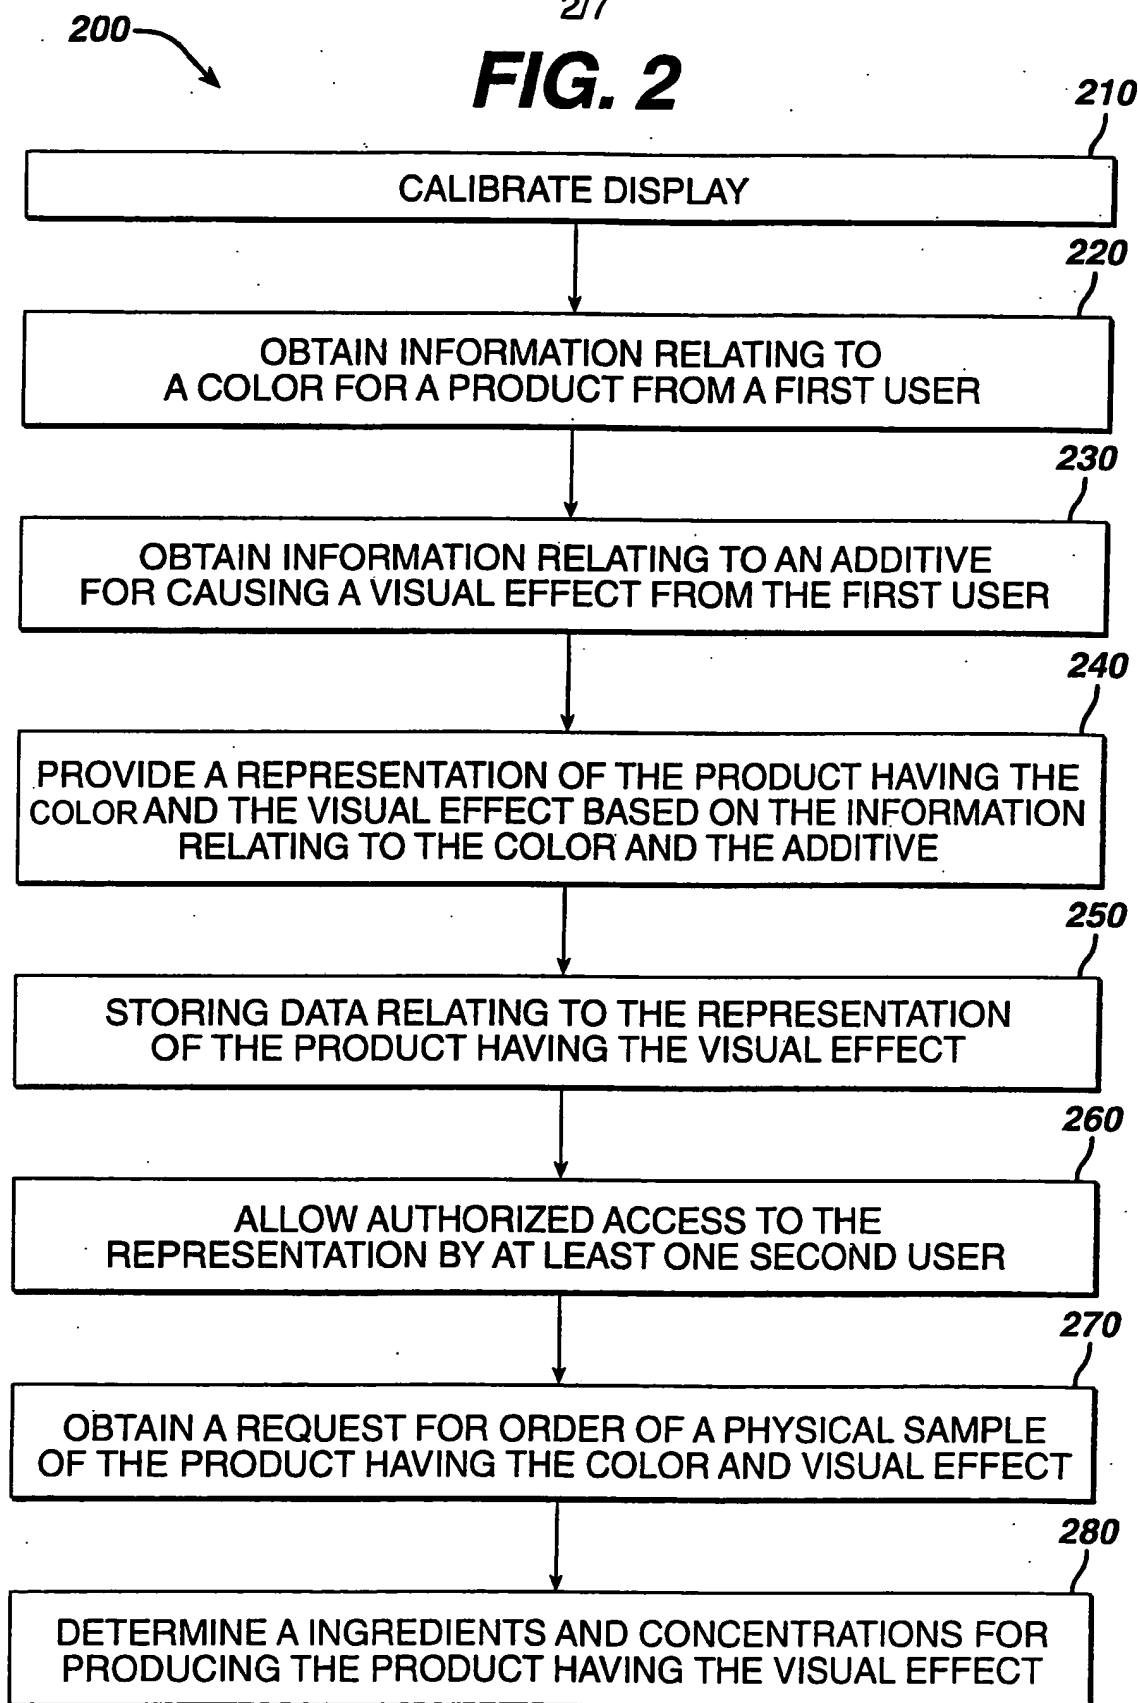 2/7
200
FIG. 2
210
CALIBRATE DISPLAY
220
OBTAIN INFORMATION RELATING TO
A COLOR FOR A PRODUCT FROM A FIRST USER
230
OBTAIN INFORMATION RELATING TO AN ADDITIVE
FOR CAUSING A VISUAL EFFECT FROM THE FIRST USER
240
PROVIDE A REPRESENTATION OF THE PRODUCT HAVING THE
COLOR AND THE VISUAL EFFECT BASED ON THE INFORMATION
RELATING TO THE COLOR AND THE ADDITIVE
250
STORING DATA RELATING TO THE REPRESENTATION
OF THE PRODUCT HAVING THE VISUAL EFFECT
260
ALLOW AUTHORIZED ACCESS TO THE
REPRESENTATION BY AT LEAST ONE SECOND USER
270
OBTAIN A REQUEST FOR ORDER OF A PHYSICAL SAMPLE
OF THE PRODUCT HAVING THE COLOR AND VISUAL EFFECT
280
DETERMINE A INGREDIENTS AND CONCENTRATIONS FOR
PRODUCING THE PRODUCT HAVING THE VISUAL EFFECT